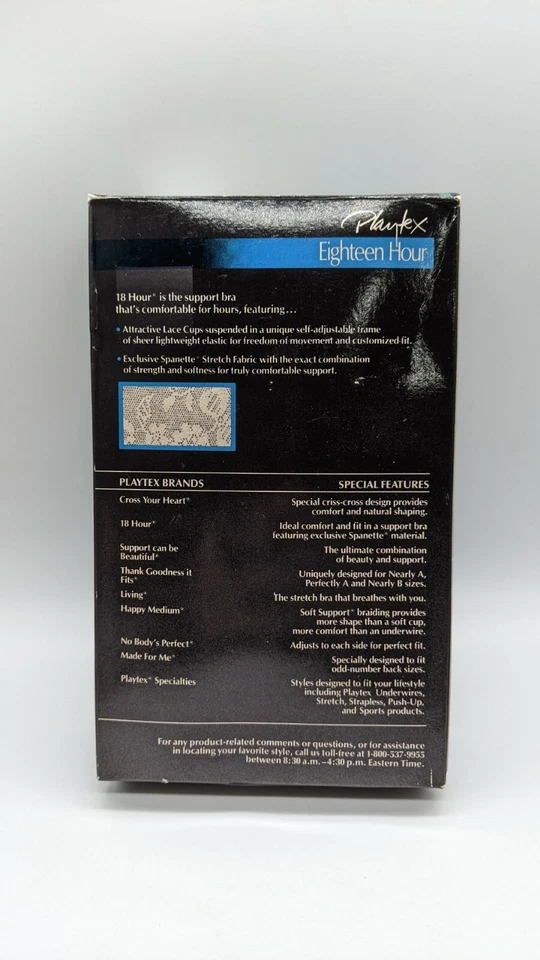 Playtex
Eighteen Hour
18 Hour* is the support bra
that's comfortable for hours, featuring...
• Attractive Lace Cups suspended in a unique self-adjustable frame
of sheer lightweight elastic for freedom of movement and customized fit.
• Exclusive Spanette* Stretch Fabric with the exact combination
of strength and softness for truly comfortable support.
PLAYTEX BRANDS SPECIAL FEATURES
Cross Your Heart* Special criss-cross design provides
comfort and natural shaping.
18 Hour* Ideal comfort and fit in a support bra
featuring exclusive Spanette* material.
Support can be The ultimate combination
Beautiful* of beauty and support.
Thank Goodness it Uniquely designed for Nearly A,
Fits* Perfectly A and Nearly B sizes.
Living* The stretch bra that breathes with you.
Happy Medium* Soft Support* braiding provides
more shape than a soft cup,
more comfort than an underwire.
No Body's Perfect* Adjusts to each side for perfect fit.
Made For Me* Specially designed to fit
odd-number back sizes.
Playtex* Specialties Styles designed to fit your lifestyle
including Playtex Underwires,
Stretch, Strapless, Push-Up,
and Sports products.
For any product-related comments or questions, or for assistance
in locating your favorite style, call us toll-free at 1-800-537-9955
between 8:30 a.m.–4:30 p.m. Eastern Time.